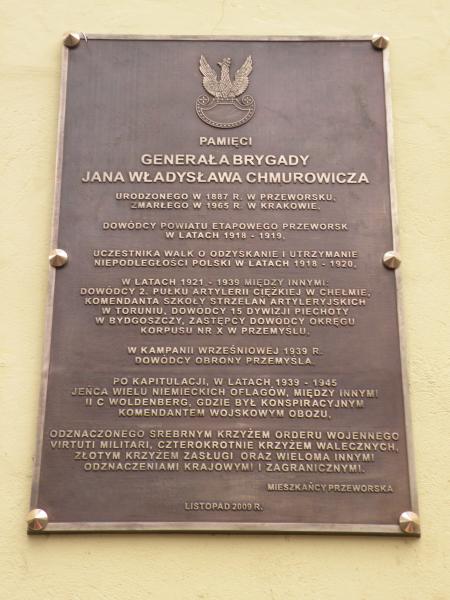 PAMIĘCI
GENERAŁA BRYGADY
JANA WŁADYSŁAWA CHMUROWICZA
URODZONEGO W 1887 R. W PRZEWORSKU,
ZMARŁEGO W 1965 R. W KRAKOWIE,
DOWÓDCY POWIATU ETAPOWEGO PRZEWORSK
W LATACH 1918 - 1919,
UCZESTNIKA WALK O ODZYSKANIE I UTRZYMANIE
NIEPODLEGŁOŚCI POLSKI W LATACH 1918 - 1920,
W LATACH 1921 - 1939 MIĘDZY INNYMI:
DOWÓDCY 2. PUŁKU ARTYLERII CIĘŻKIEJ W CHEŁMIE,
KOMENDANTA SZKOŁY STRZELAŃ ARTYLERYJSKICH
W TORUNIU, DOWÓDCY 15 DYWIZJI PIECHOTY
W BYDGOSZCZY, ZASTĘPCY DOWÓDCY OKRĘGU
KORPUSU NR X W PRZEMYŚLU,
W KAMPANII WRZEŚNIOWEJ 1939 R.
DOWÓDCY OBRONY PRZEMYŚLA.
PO KAPITULACJI, W LATACH 1939 - 1945
JEŃCA WIELU NIEMIECKICH OFLAGÓW, MIĘDZY INNYMI
II C WOLDENBERG, GDZIE BYŁ KONSPIRACYJNYM
KOMENDANTEM WOJSKOWYM OBOZU,
ODZNACZONEGO SREBRNYM KRZYŻEM ORDERU WOJENNEGO
VIRTUTI MILITARI, CZTEROKROTNIE KRZYŻEM WALECZNYCH,
ZŁOTYM KRZYŻEM ZASŁUGI ORAZ WIELOMA INNYMI
ODZNACZENIAMI KRAJOWYMI I ZAGRANICZNYMI.
MIESZKAŃCY PRZEWORSKA
LISTOPAD 2009 R.